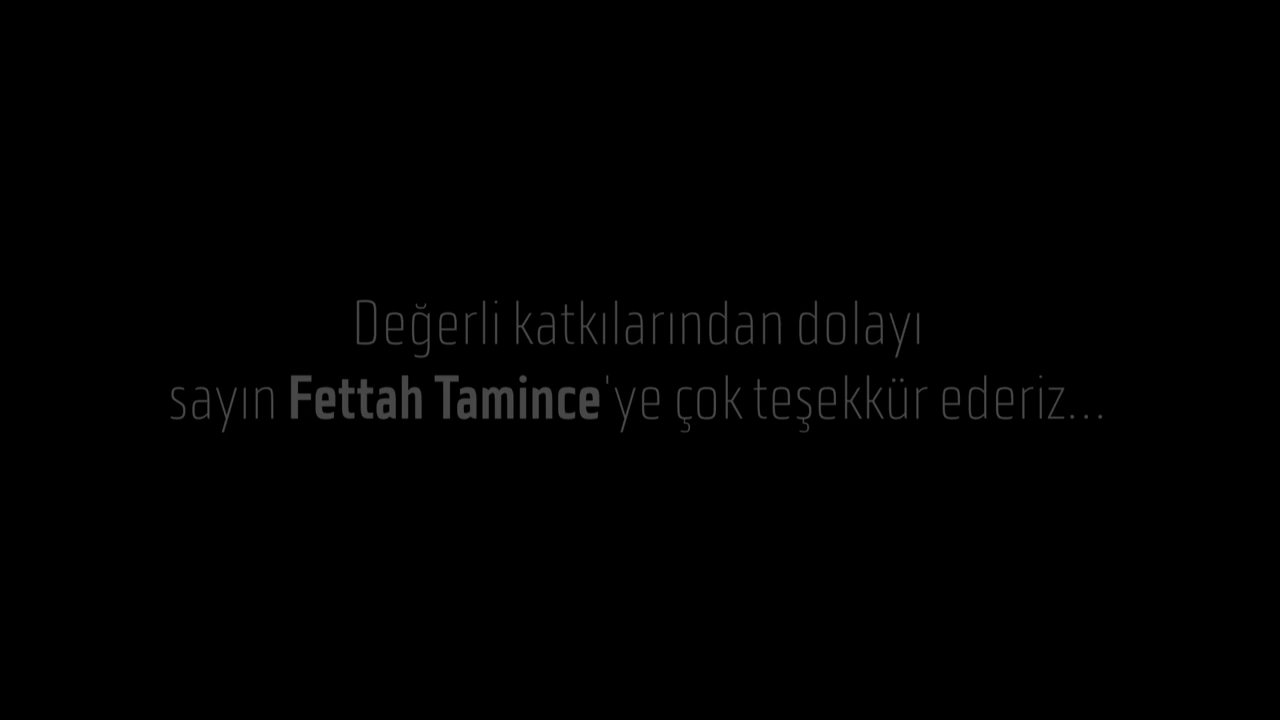 Değerli katkılarından dolayı
sayın Fettah Tamince'ye çok teşekkür ederiz...